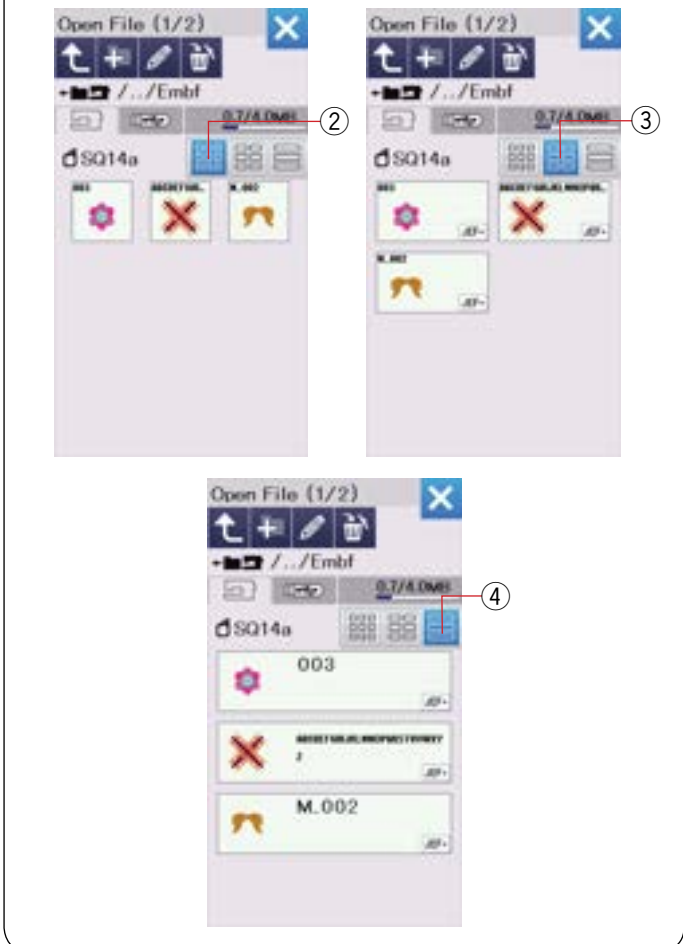 Open File (1/2)
/../Embf
0.7/4.0MB
②
SQ14a
003
M.002
Open File (1/2)
/../Embf
0.7/4.0MB
③
SQ14a
003
M.002
Open File (1/2)
/../Embf
0.7/4.0MB
④
SQ14a
003
M.002